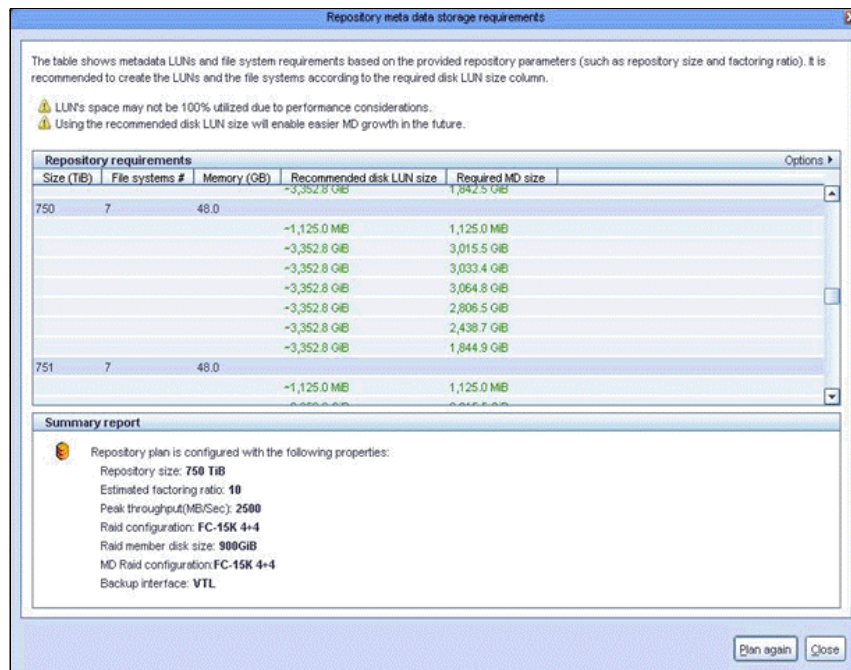 Repository meta data storage requirements
The table shows metadata LUNs and file system requirements based on the provided repository parameters (such as repository size and factoring ratio). It is
recommended to create the LUNs and the file systems according to the required disk LUN size column.
LUN's space may not be 100% utilized due to performance considerations.
Using the recommended disk LUN size will enable easier MD growth in the future.
Repository requirements Options
Size (TiB) File systems # Memory (GB) Recommended disk LUN size Required MD size
~3,352.8 GiB 1,842.5 GiB
750 7 48.0
~1,125.0 MiB 1,125.0 MiB
~3,352.8 GiB 3,015.5 GiB
~3,352.8 GiB 3,033.4 GiB
~3,352.8 GiB 3,064.8 GiB
~3,352.8 GiB 2,806.5 GiB
~3,352.8 GiB 2,438.7 GiB
~3,352.8 GiB 1,844.9 GiB
751 7 48.0
~1,125.0 MiB 1,125.0 MiB
Summary report
Repository plan is configured with the following properties:
Repository size: 750 TiB
Estimated factoring ratio: 10
Peak throughput(MB/Sec): 2500
Raid configuration: FC-15K 4+4
Raid member disk size: 900GiB
MD Raid configuration:FC-15K 4+4
Backup interface: VTL
Plan again Close